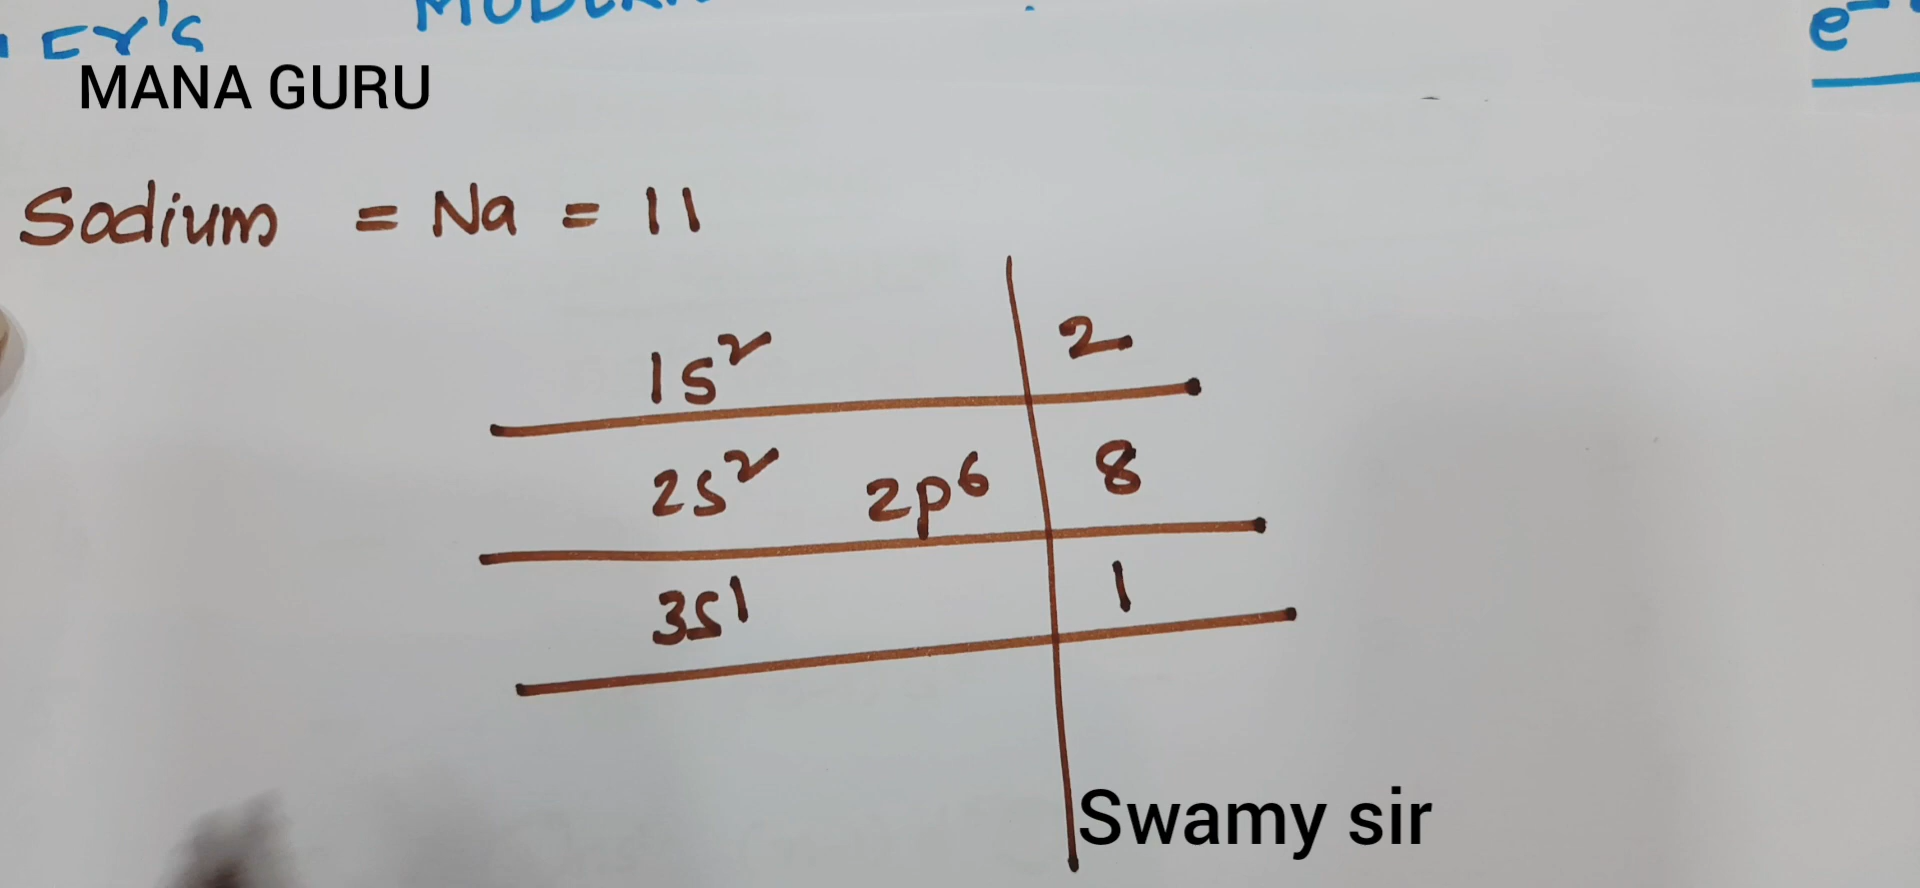 MANA GURU
Sodium = Na = 11
1s² 2
2s² 2p⁶ 8
3s¹ 1
Swamy sir